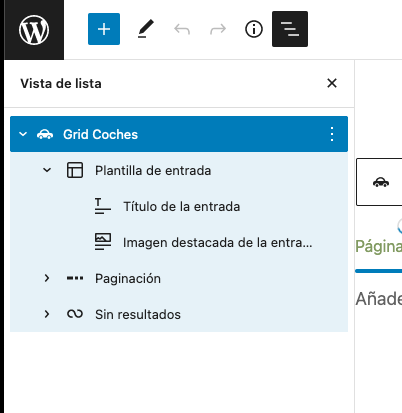 Vista de lista
Grid Coches
Plantilla de entrada
Título de la entrada
Imagen destacada de la entra...
Paginación
Sin resultados
Página
Añade